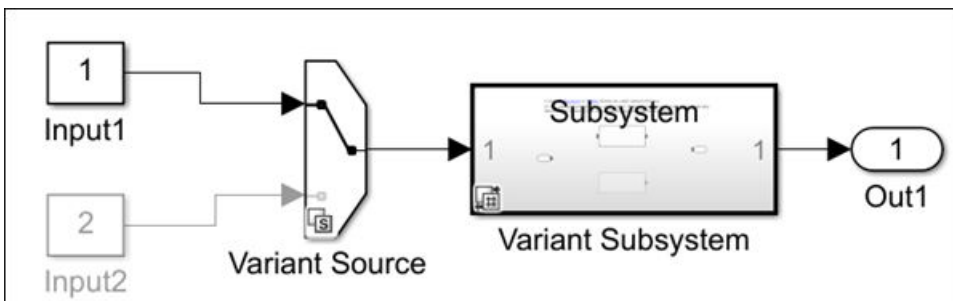 1
Input1
2
Input2
S
Variant Source
Subsystem
1
1
#
Variant Subsystem
1
Out1